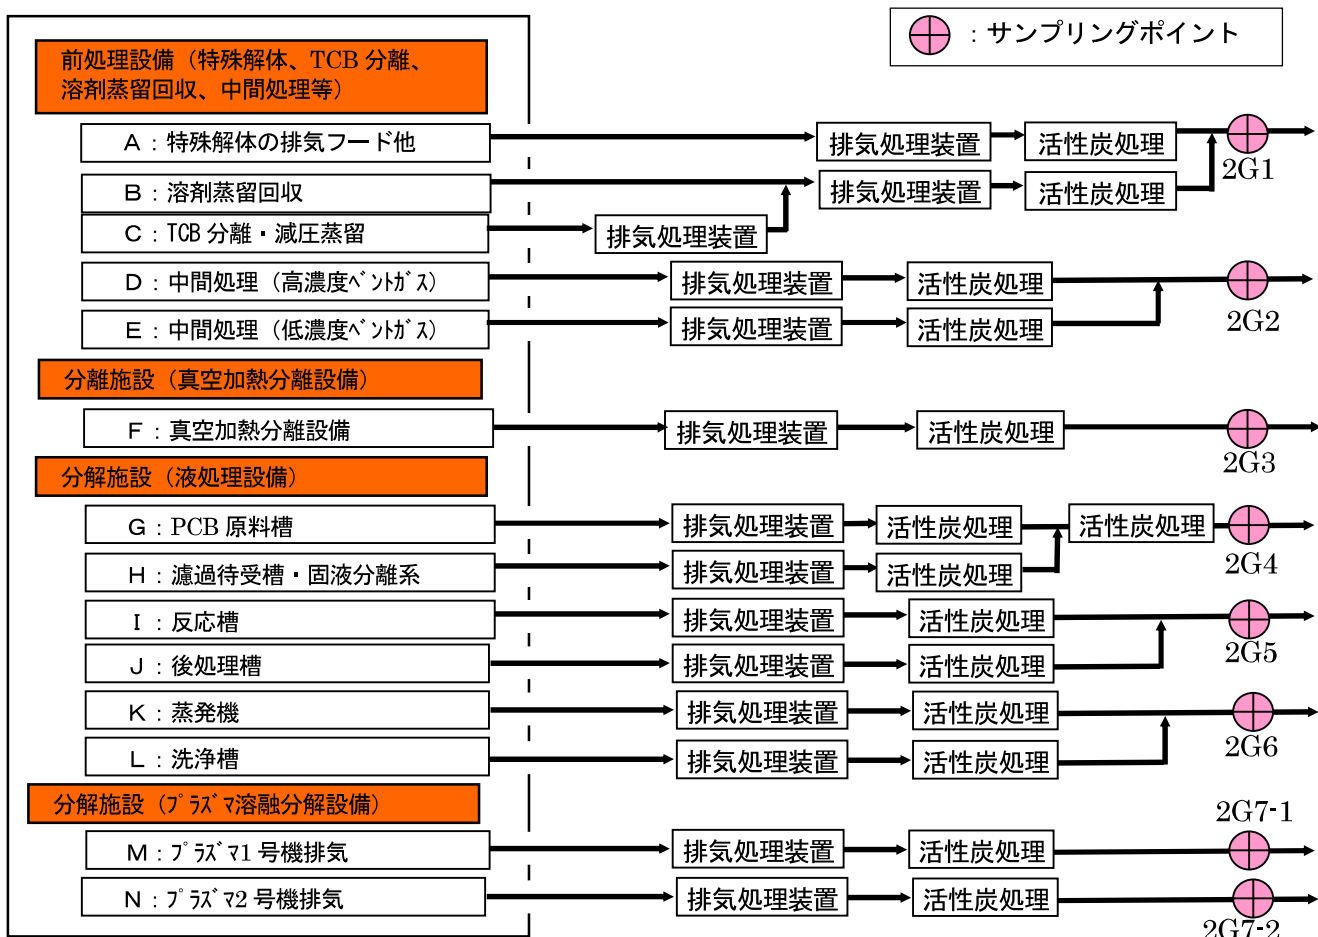 ：サンプリングポイント
前処理設備（特殊解体、TCB 分離、
溶剤蒸留回収、中間処理等）
A：特殊解体の排気フード他
排気処理装置
活性炭処理
2G1
B：溶剤蒸留回収
排気処理装置
活性炭処理
C：TCB 分離・減圧蒸留
排気処理装置
D：中間処理（高濃度ﾍﾞﾝﾄｶﾞｽ）
排気処理装置
活性炭処理
2G2
E：中間処理（低濃度ﾍﾞﾝﾄｶﾞｽ）
排気処理装置
活性炭処理
分離施設（真空加熱分離設備）
F：真空加熱分離設備
排気処理装置
活性炭処理
2G3
分解施設（液処理設備）
G：PCB 原料槽
排気処理装置
活性炭処理
活性炭処理
2G4
H：濾過待受槽・固液分離系
排気処理装置
活性炭処理
I：反応槽
排気処理装置
活性炭処理
2G5
J：後処理槽
排気処理装置
活性炭処理
K：蒸発機
排気処理装置
活性炭処理
2G6
L：洗浄槽
排気処理装置
活性炭処理
分解施設（ﾌﾟﾗｽﾞﾏ溶融分解設備）
2G7-1
M：ﾌﾟﾗｽﾞﾏ1 号機排気
排気処理装置
活性炭処理
N：ﾌﾟﾗｽﾞﾏ2 号機排気
排気処理装置
活性炭処理
2G7-2